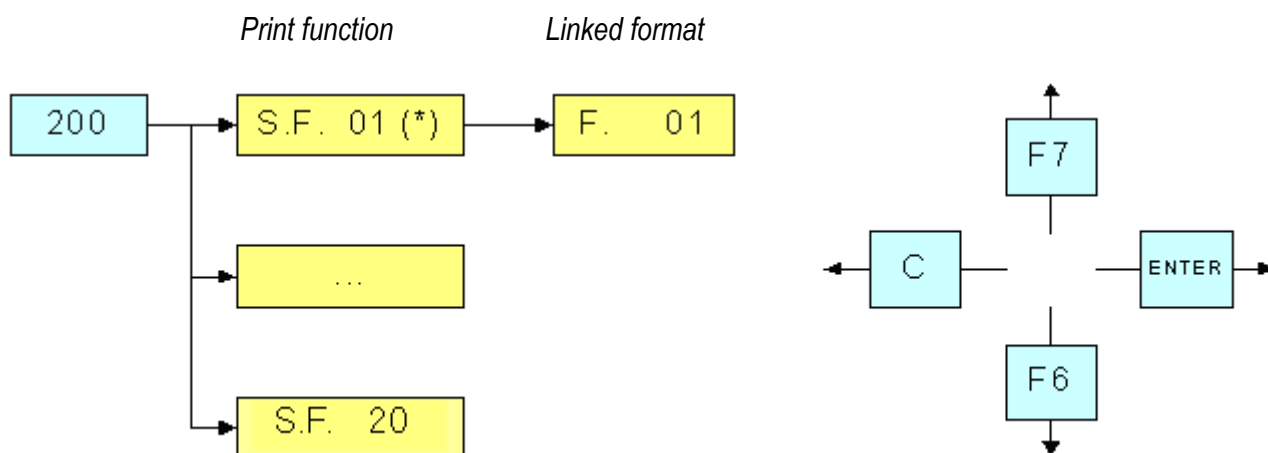 Print function Linked format
200 S.F. 01 (*) F. 01
F7
C ENTER
...
F6
S.F. 20